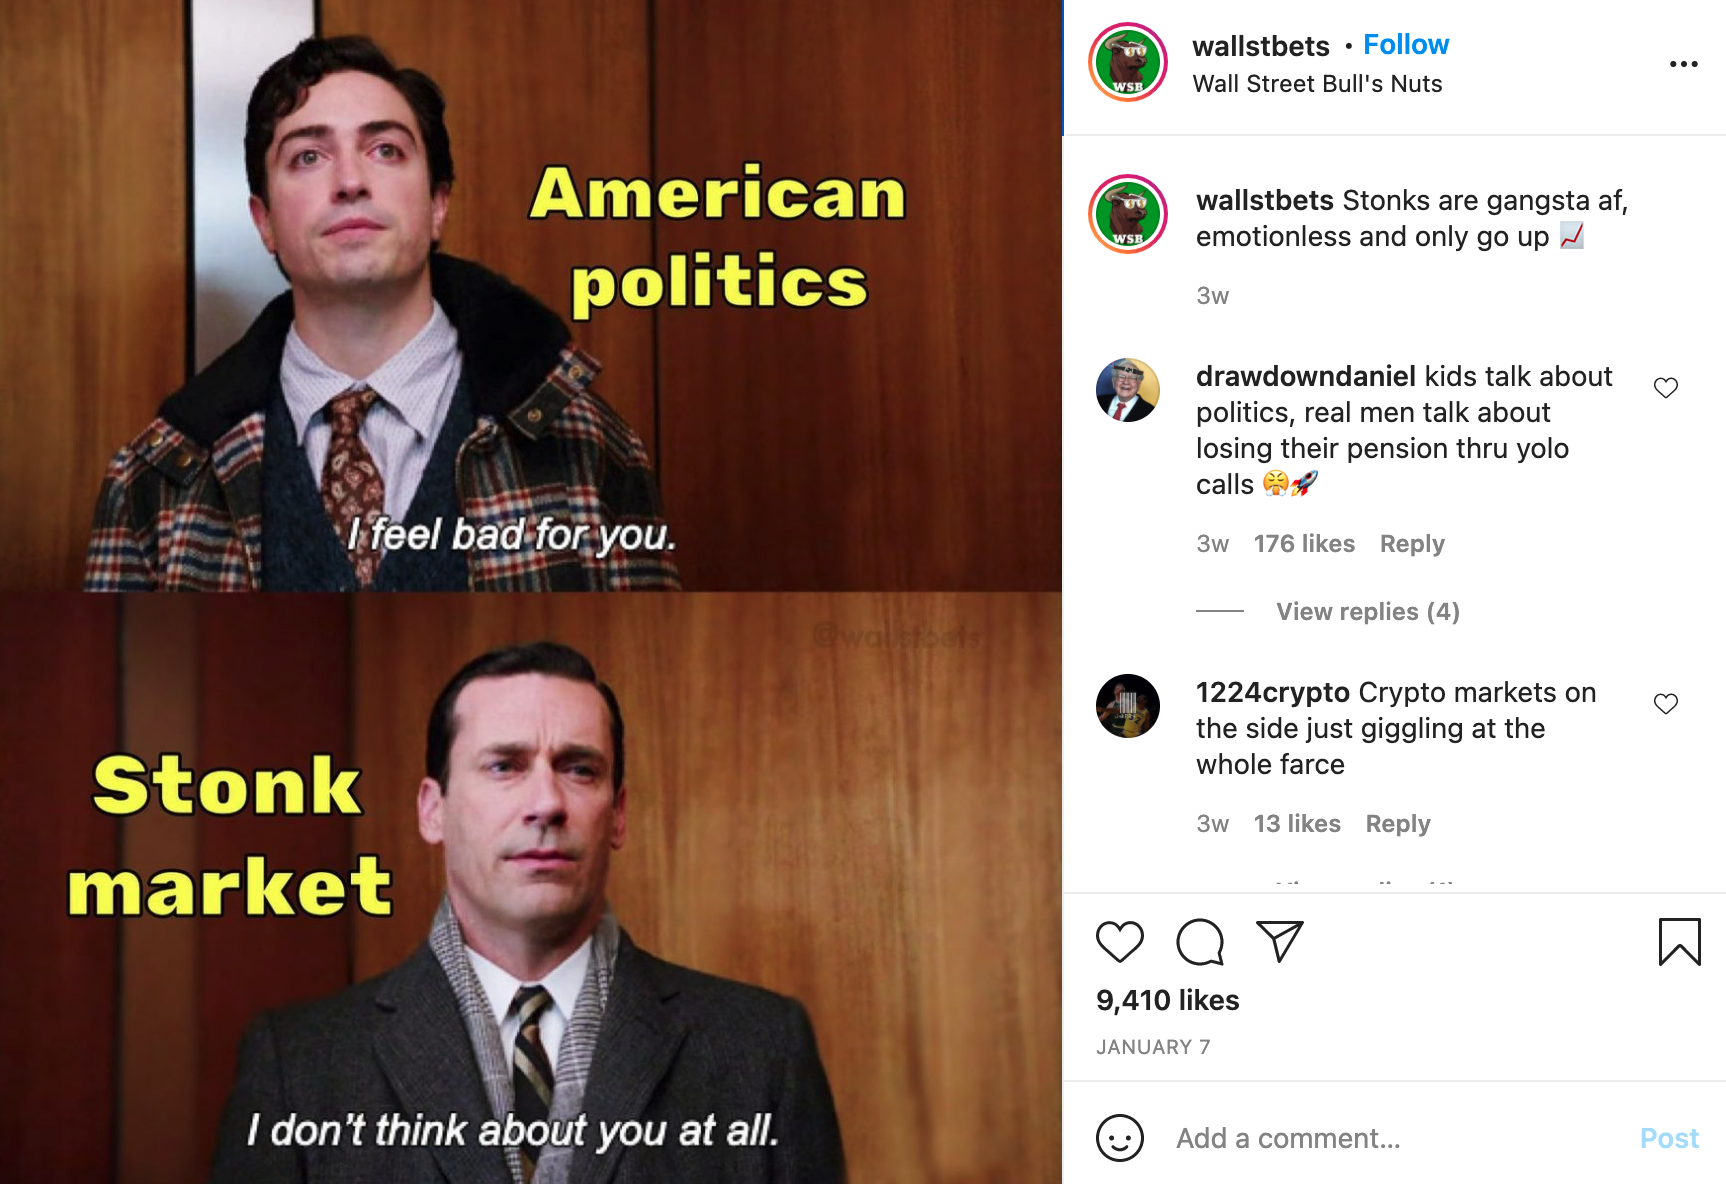 American
politics
I feel bad for you.
@wallstbets
Stonk
market
I don't think about you at all.
WSB
wallstbets • Follow
Wall Street Bull's Nuts
WSB
wallstbets Stonks are gangsta af,
emotionless and only go up 📈
3w
drawdowndaniel kids talk about
politics, real men talk about
losing their pension thru yolo
calls 😤🚀
3w 176 likes Reply
View replies (4)
1224crypto Crypto markets on
the side just giggling at the
whole farce
3w 13 likes Reply
9,410 likes
JANUARY 7
Add a comment... Post